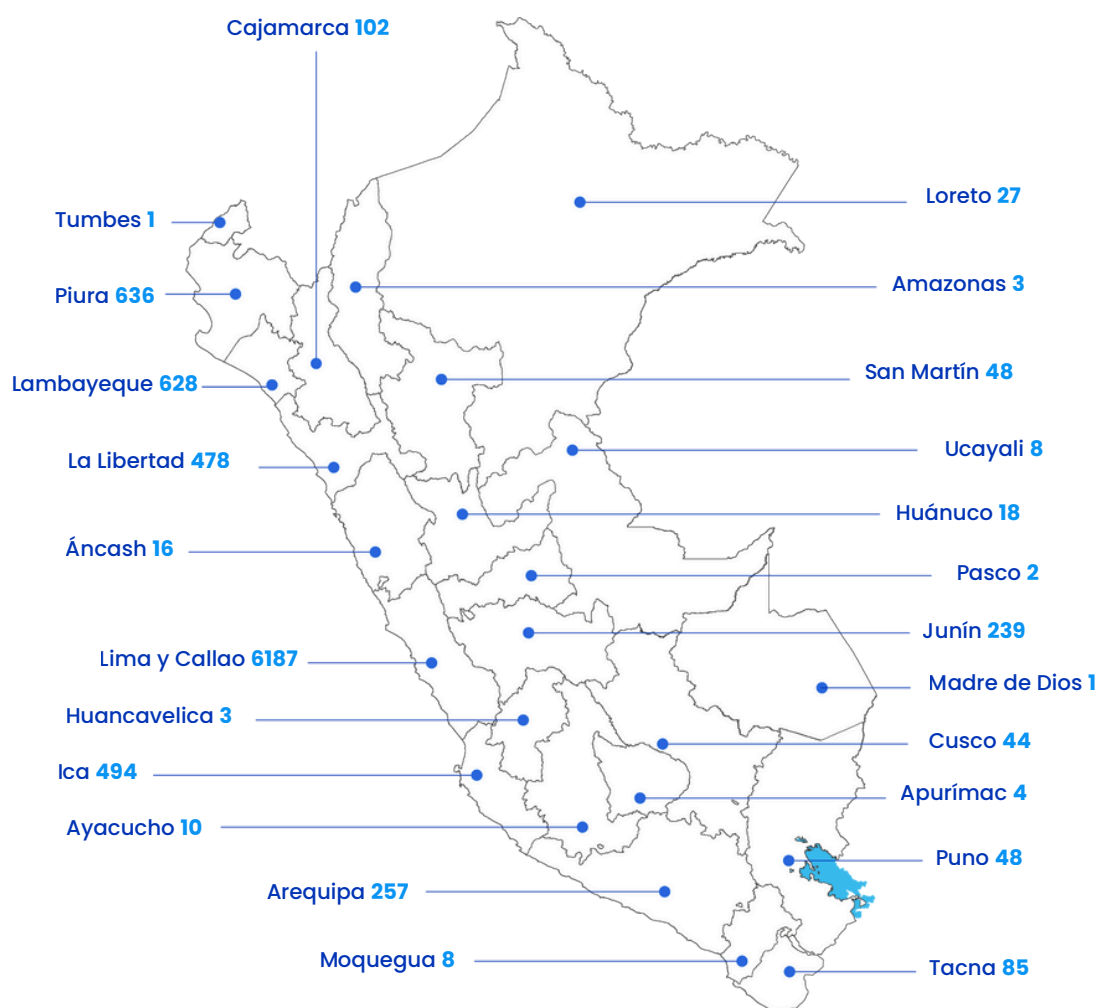 Cajamarca 102
Loreto 27
Tumbes 1
Amazonas 3
Piura 636
San Martín 48
Lambayeque 628
Ucayali 8
La Libertad 478
Huánuco 18
Áncash 16
Pasco 2
Junín 239
Lima y Callao 6187
Madre de Dios 1
Huancavelica 3
Cusco 44
Ica 494
Apurímac 4
Ayacucho 10
Puno 48
Arequipa 257
Moquegua 8
Tacna 85